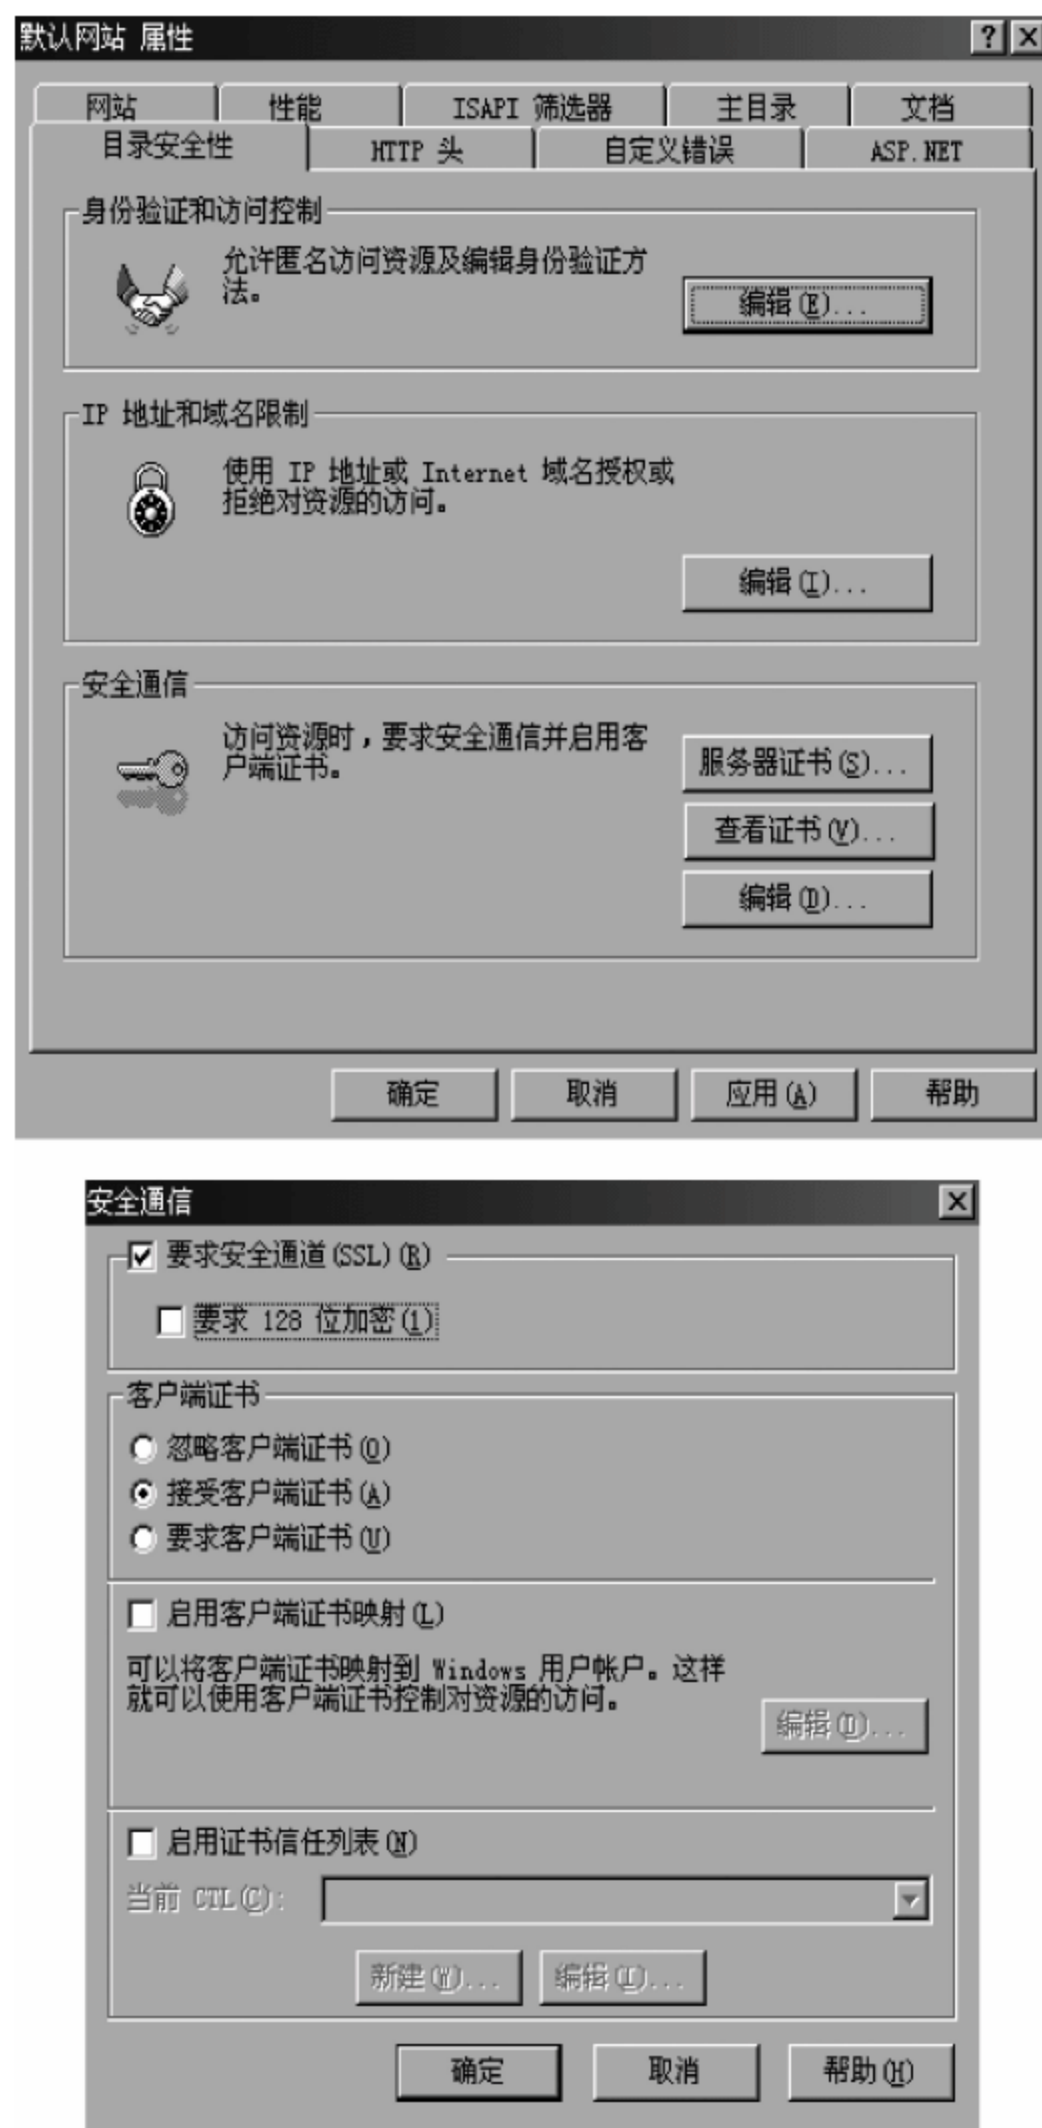 默认网站 属性
网站 性能 ISAPI 筛选器 主目录 文档
目录安全性 HTTP 头 自定义错误 ASP.NET
身份验证和访问控制
允许匿名访问资源及编辑身份验证方
法。
编辑(E)...
IP 地址和域名限制
使用 IP 地址或 Internet 域名授权或
拒绝对资源的访问。
编辑(I)...
安全通信
访问资源时，要求安全通信并启用客
户端证书。
服务器证书(S)...
查看证书(V)...
编辑(D)...
确定 取消 应用(A) 帮助
安全通信
要求安全通道(SSL)(R)
要求 128 位加密(1)
客户端证书
忽略客户端证书(O)
接受客户端证书(A)
要求客户端证书(U)
启用客户端证书映射(L)
可以将客户端证书映射到 Windows 用户帐户。这样
就可以使用客户端证书控制对资源的访问。
编辑(D)...
启用证书信任列表(N)
当前 CTL(C):
新建(W)... 编辑(I)...
确定 取消 帮助(H)